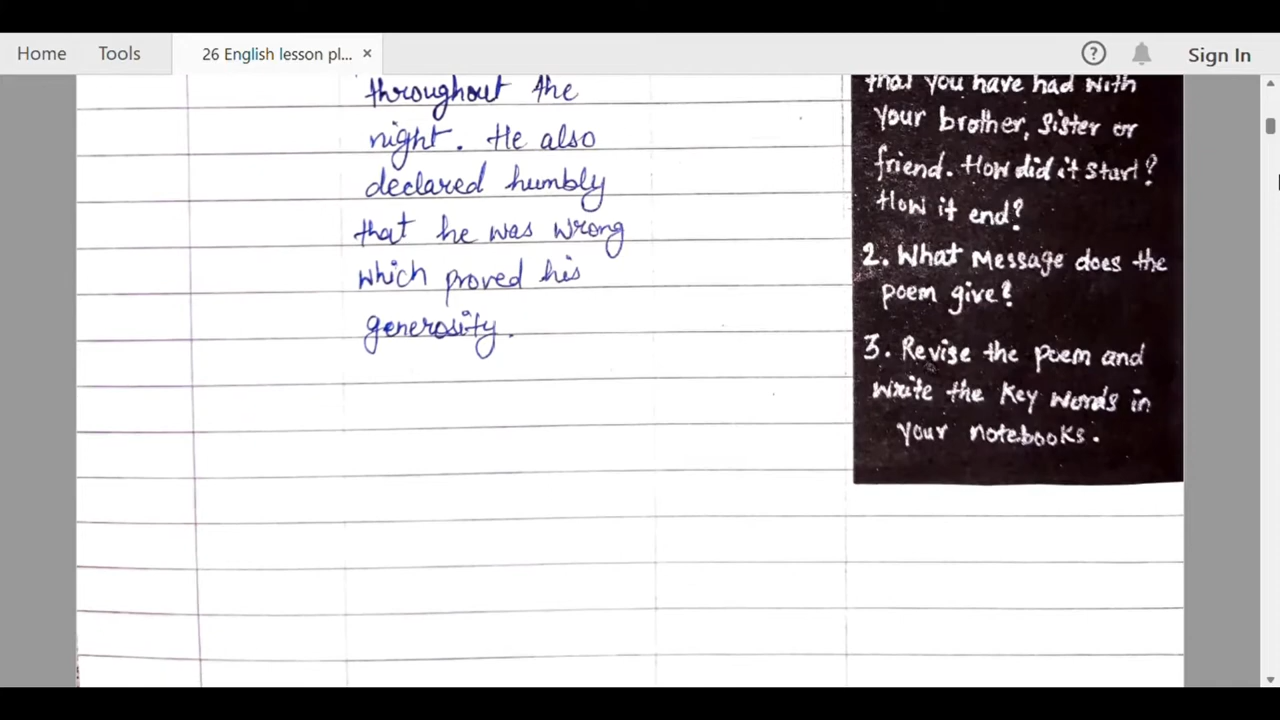 Home
Tools
26 English lesson pl... ×
?
Sign In
throughout the
night. He also
declared humbly
that he was wrong
which proved his
generosity.
that you have had with
your brother, sister or
friend. How did it start?
How it end?
2. What Message does the
poem give?
3. Revise the poem and
write the Key words in
your notebooks.